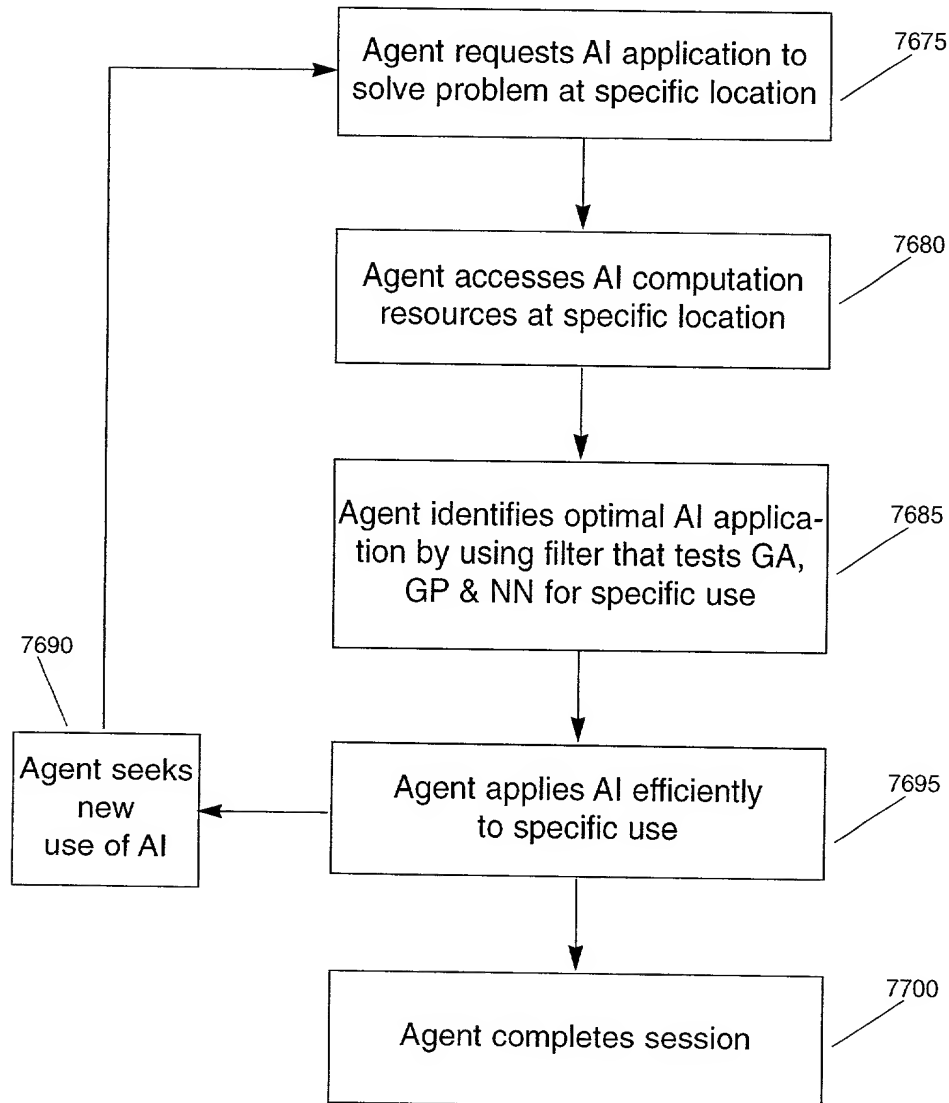 Agent requests AI application to
solve problem at specific location
7675
Agent accesses AI computation
resources at specific location
7680
Agent identifies optimal AI applica-
tion by using filter that tests GA,
GP & NN for specific use
7685
7690
Agent seeks
new
use of AI
Agent applies AI efficiently
to specific use
7695
Agent completes session
7700